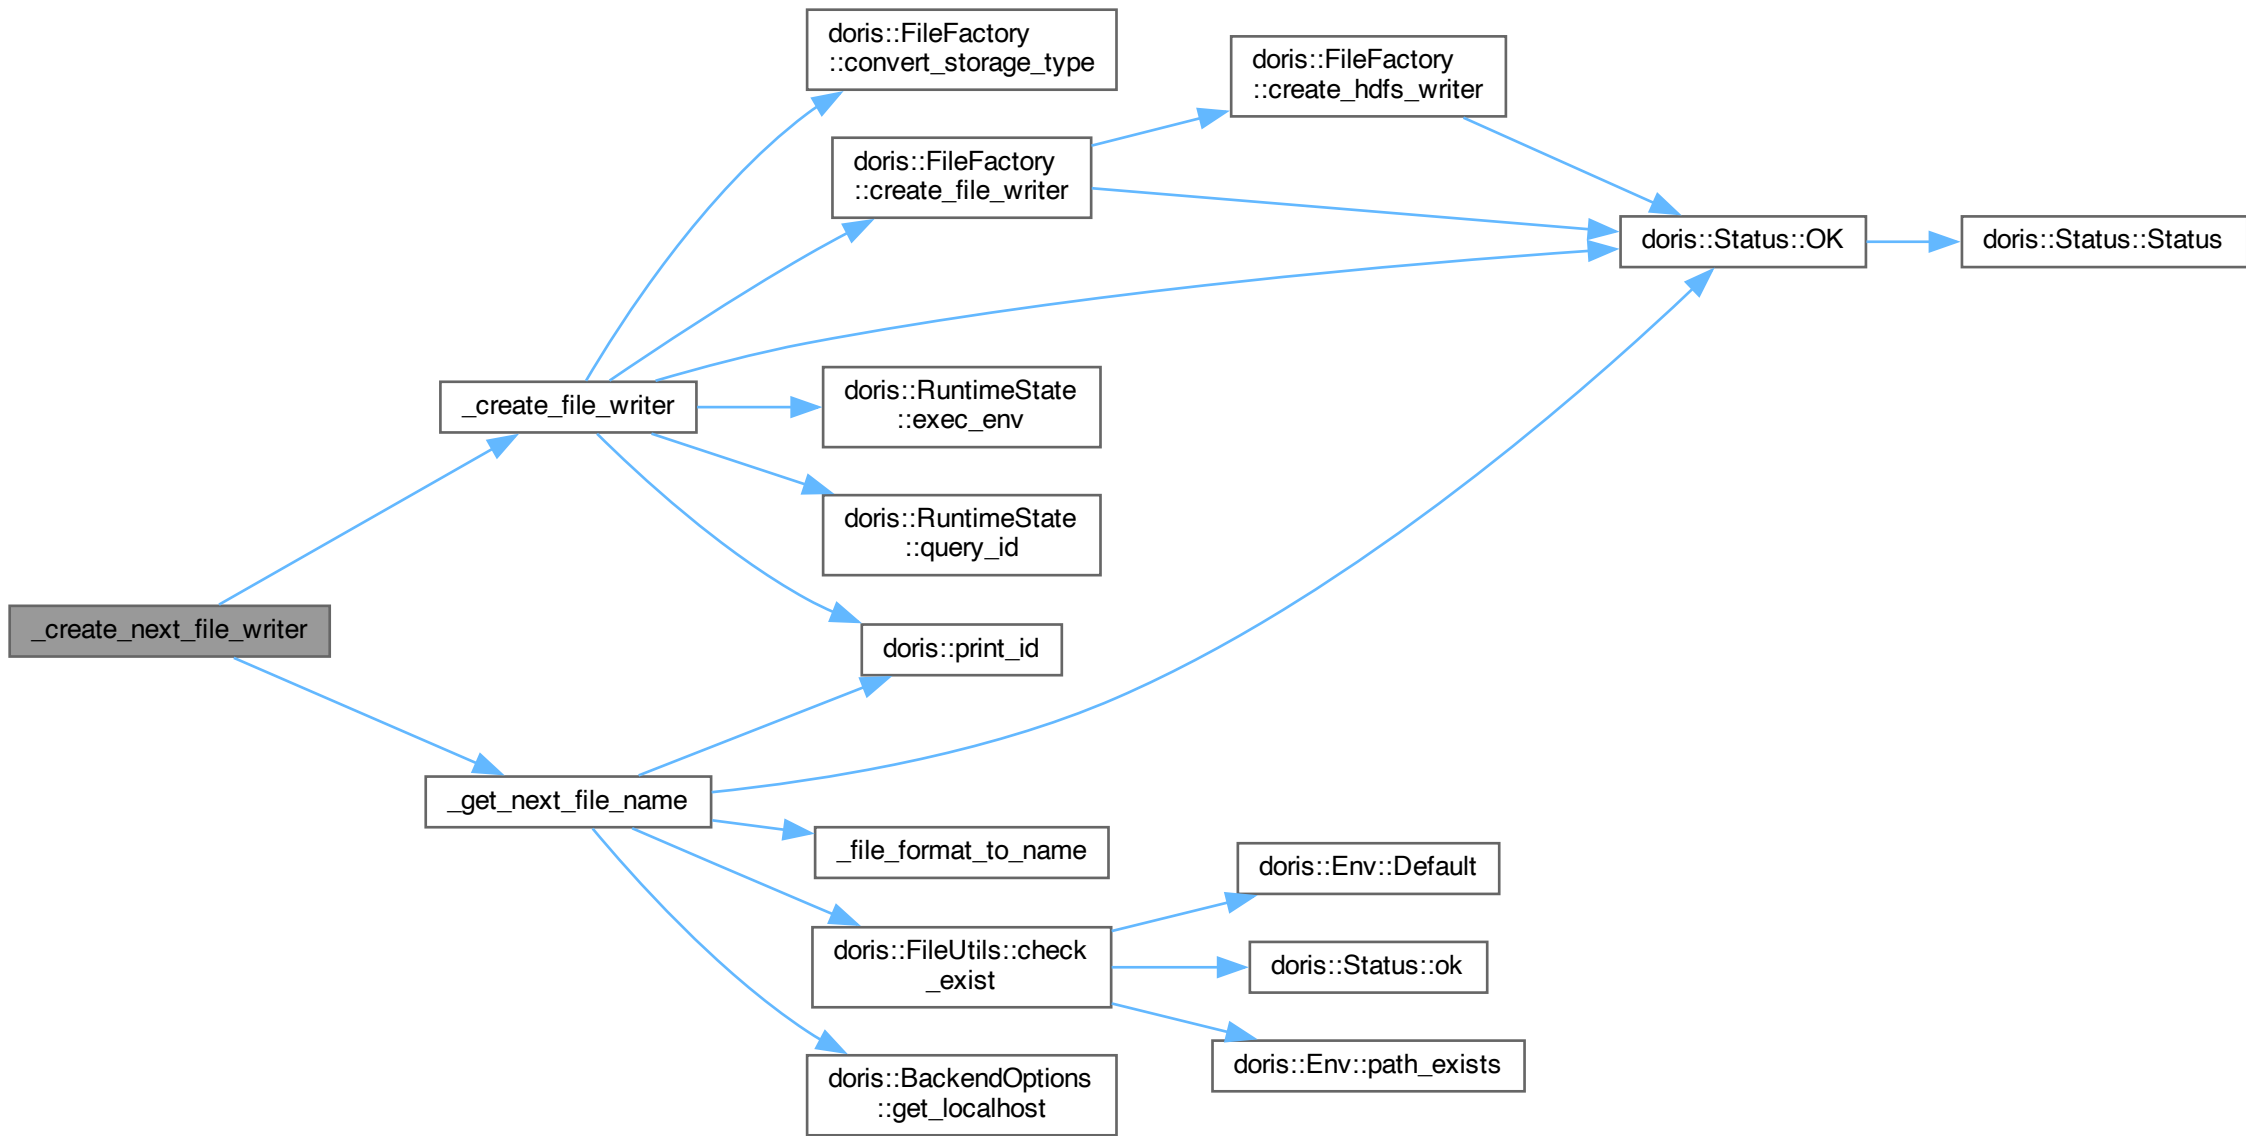 doris::FileFactory
::convert_storage_type
doris::FileFactory
::create_hdfs_writer
doris::FileFactory
::create_file_writer
doris::Status::OK
doris::Status::Status
_create_file_writer
doris::RuntimeState
::exec_env
doris::RuntimeState
::query_id
_create_next_file_writer
doris::print_id
_get_next_file_name
_file_format_to_name
doris::Env::Default
doris::FileUtils::check
_exist
doris::Status::ok
doris::Env::path_exists
doris::BackendOptions
::get_localhost